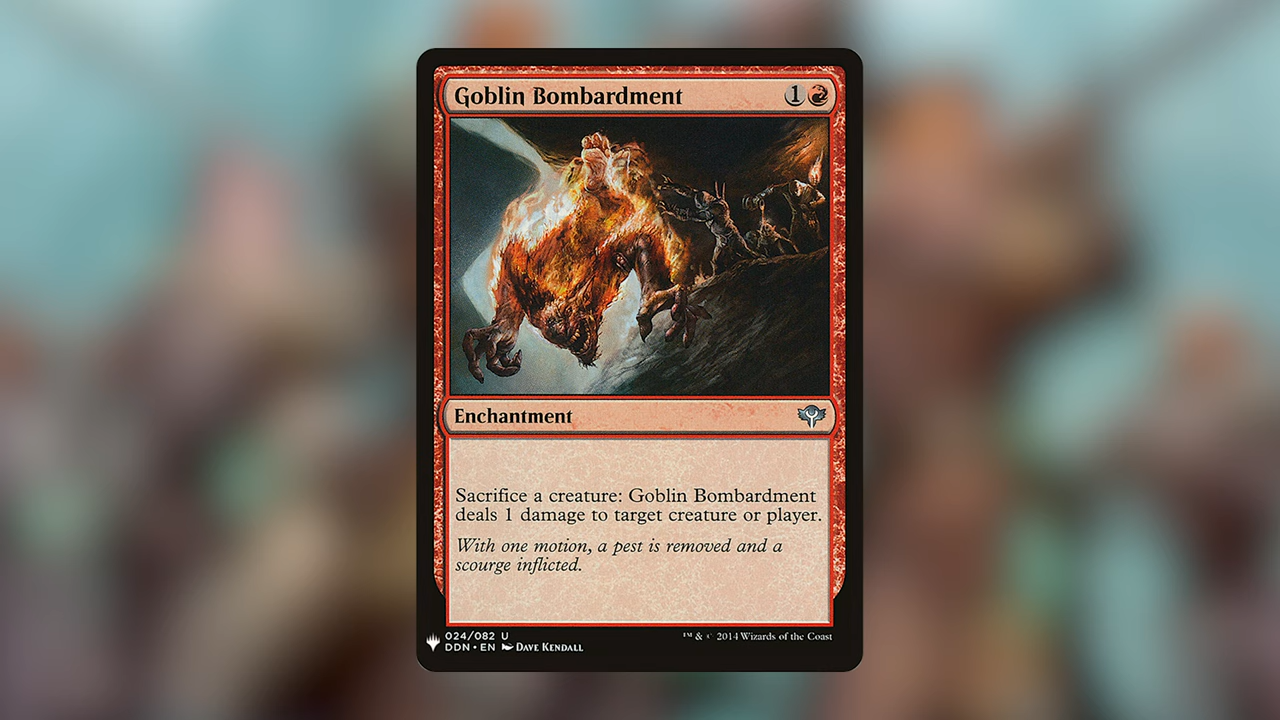 Goblin Bombardment 1
Enchantment
Sacrifice a creature: Goblin Bombardment
deals 1 damage to target creature or player.
With one motion, a pest is removed and a
scourge inflicted.
024/082 U
DDN • EN Dave Kendall
™ & © 2014 Wizards of the Coast